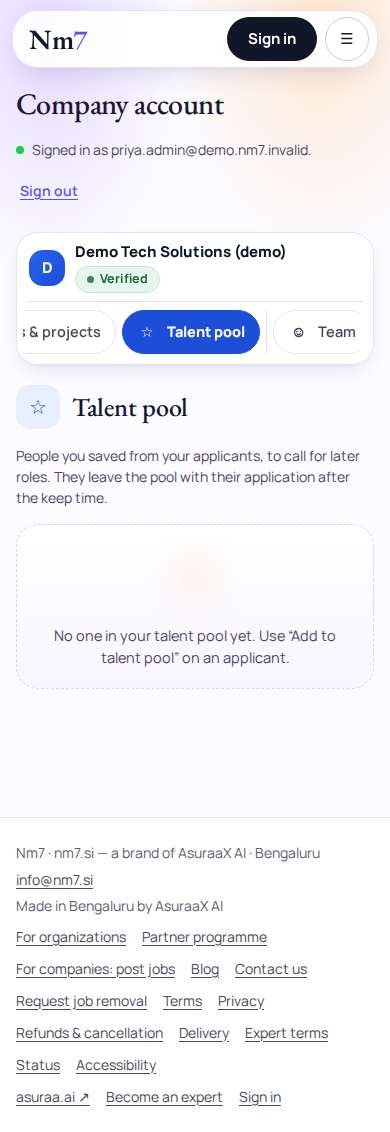 Nm7
Sign in
☰
Company account
Signed in as priya.admin@demo.nm7.invalid.
Sign out
D
Demo Tech Solutions (demo)
Verified
& projects
☆ Talent pool
☺ Team
☆ Talent pool
People you saved from your applicants, to call for later
roles. They leave the pool with their application after
the keep time.
No one in your talent pool yet. Use “Add to
talent pool” on an applicant.
Nm7 · nm7.si — a brand of AsuraaX AI · Bengaluru
info@nm7.si
Made in Bengaluru by AsuraaX AI
For organizations Partner programme
For companies: post jobs Blog Contact us
Request job removal Terms Privacy
Refunds & cancellation Delivery Expert terms
Status Accessibility
asuraa.ai ↗ Become an expert Sign in